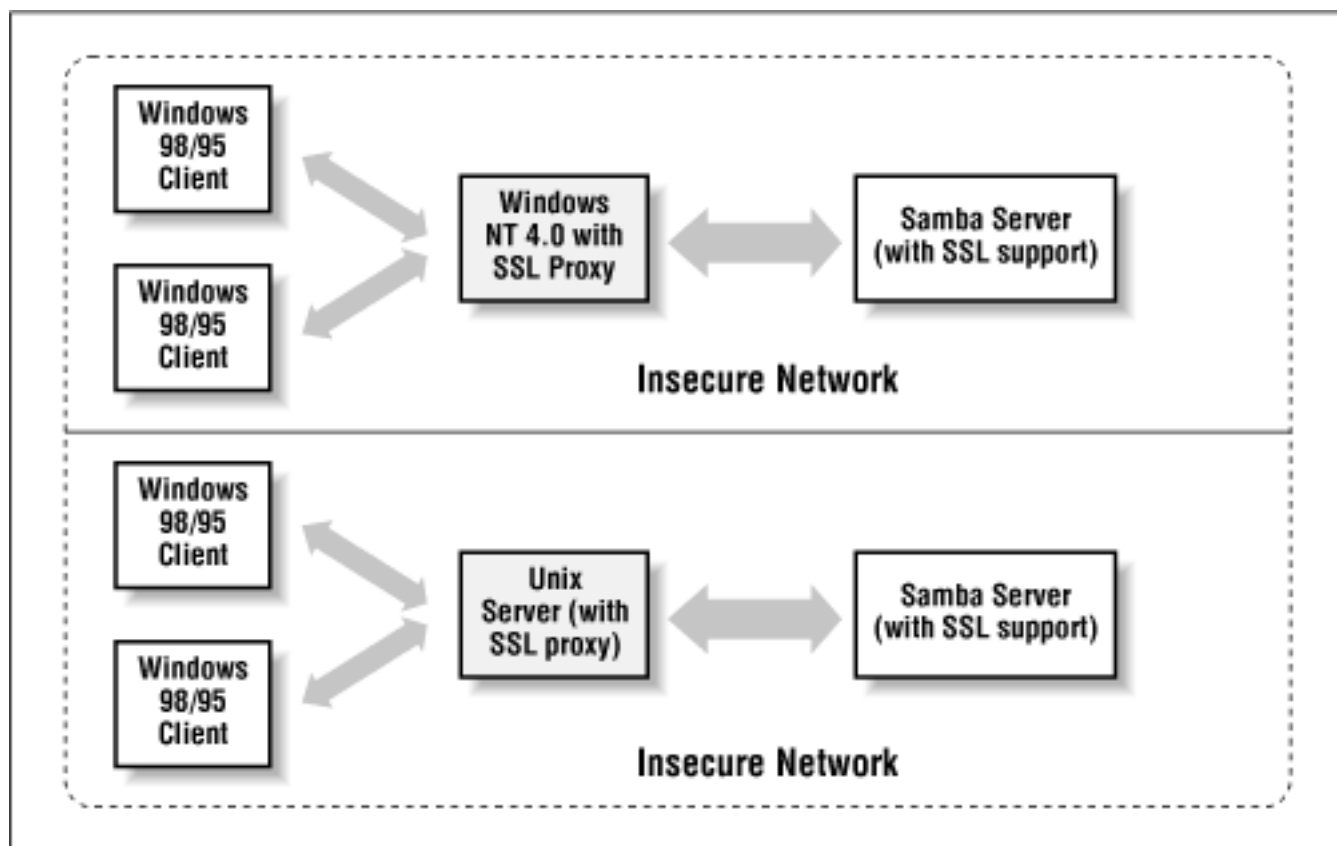 Windows
98/95
Client
Windows
98/95
Client
Windows
NT 4.0 with
SSL Proxy
Samba Server
(with SSL support)
Insecure Network
Windows
98/95
Client
Windows
98/95
Client
Unix
Server (with
SSL proxy)
Samba Server
(with SSL support)
Insecure Network